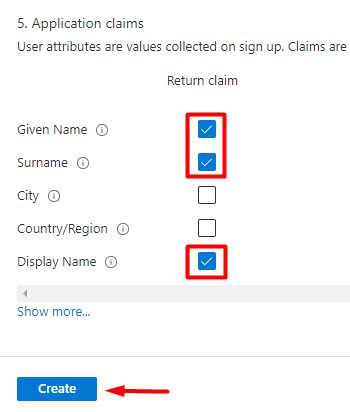 5. Application claims
User attributes are values collected on sign up. Claims are
Return claim
Given Name
Surname
City
Country/Region
Display Name
Show more...
Create